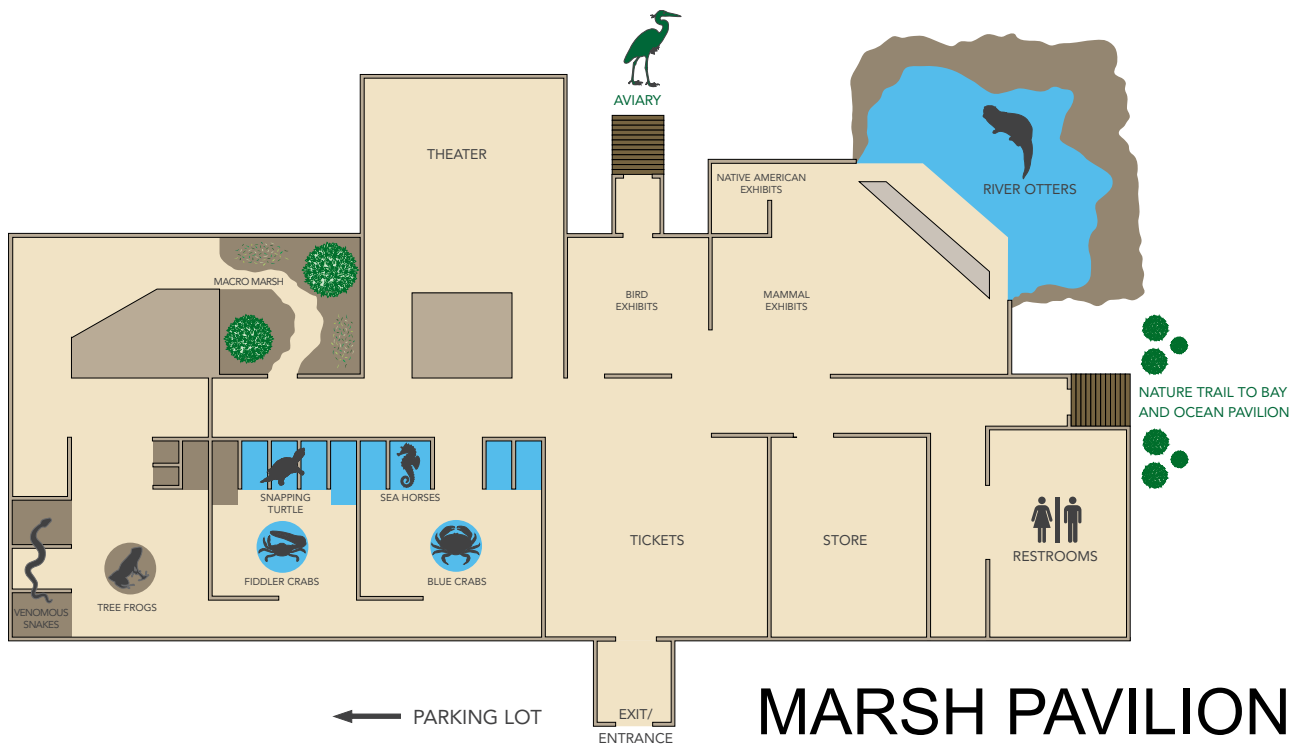 AVIARY
THEATER
NATIVE AMERICAN
EXHIBITS
RIVER OTTERS
MACRO MARSH
BIRD
EXHIBITS
MAMMAL
EXHIBITS
NATURE TRAIL TO BAY
AND OCEAN PAVILION
SNAPPING
TURTLE
SEA HORSES
TICKETS
STORE
RESTROOMS
FIDDLER CRABS
BLUE CRABS
TREE FROGS
VENOMOUS
SNAKES
PARKING LOT
EXIT/
ENTRANCE
MARSH PAVILION